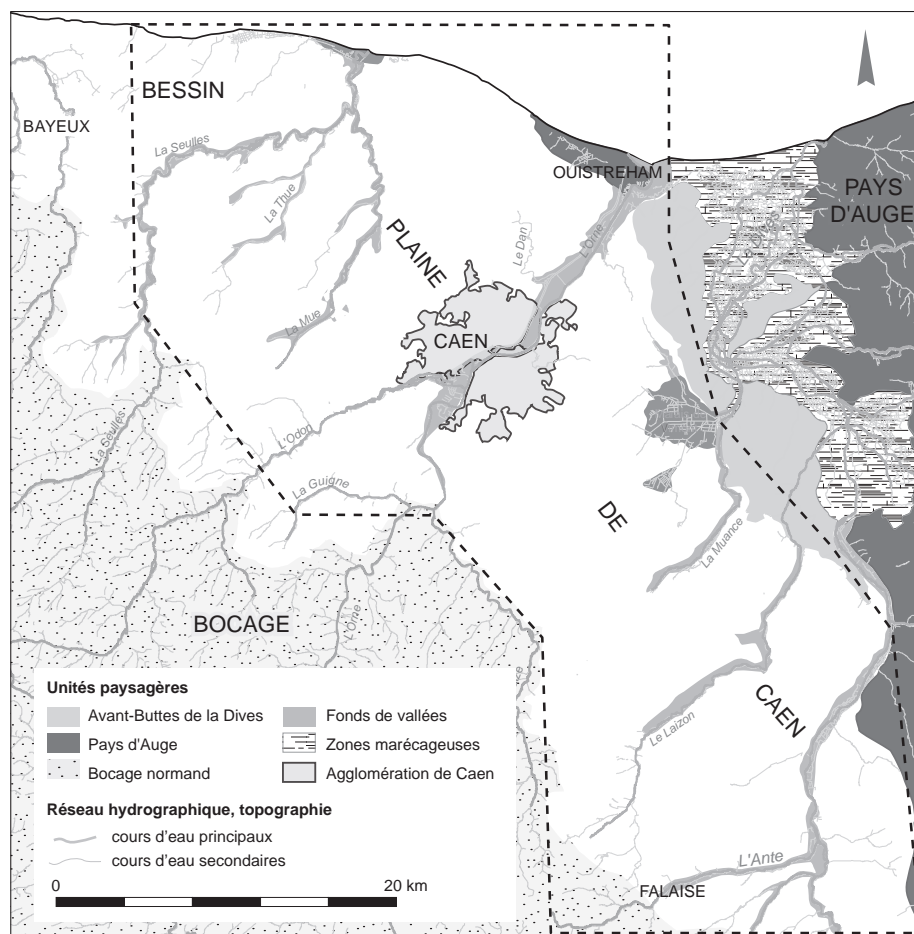 BESSIN
BAYEUX
La Seulles
OUISTREHAM
PAYS
D'AUGE
La Thue
PLAINE
Le Dan
L'Orne
La Dives
La Mue
CAEN
L'Odon
La Seulles
La Guigne
DE
La Muance
L'Orne
BOCAGE
CAEN
Le Laizon
L'Ante
FALAISE
Unités paysagères
Avant-Buttes de la Dives
Fonds de vallées
Pays d'Auge
Zones marécageuses
Bocage normand
Agglomération de Caen
Réseau hydrographique, topographie
cours d'eau principaux
cours d'eau secondaires
0
20 km